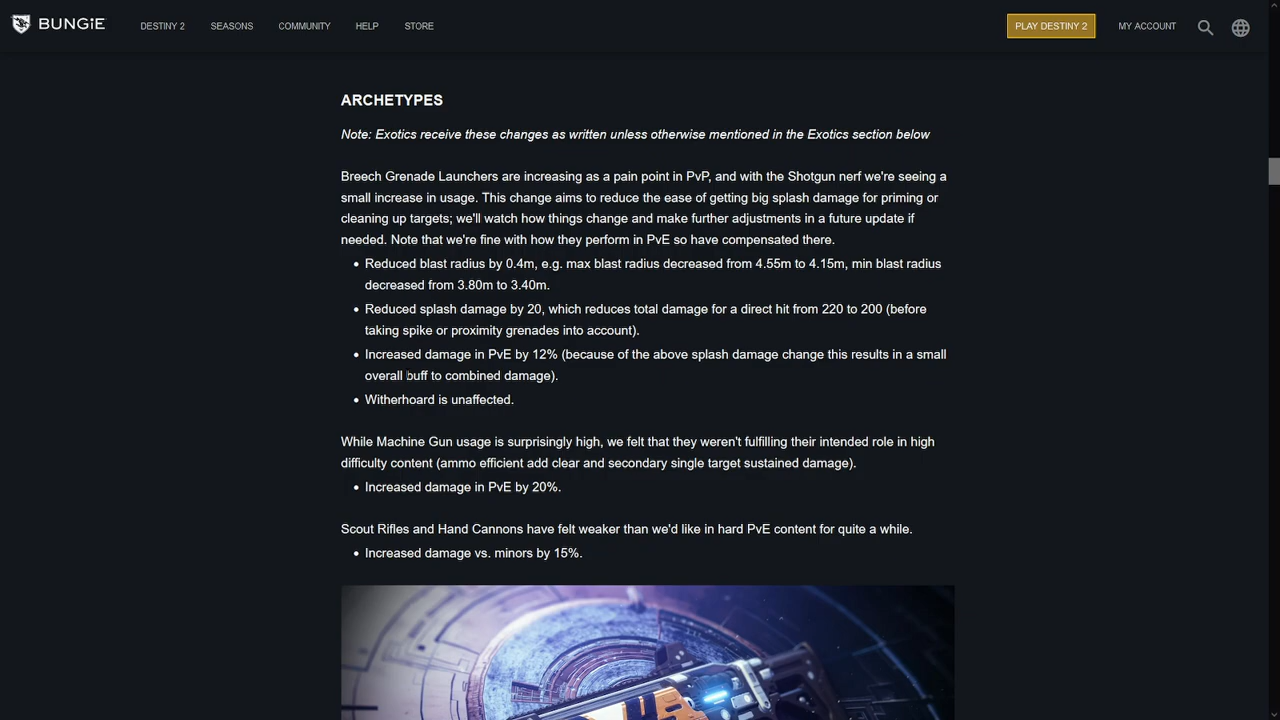 BUNGiE
DESTINY 2
SEASONS
COMMUNITY
HELP
STORE
PLAY DESTINY 2
MY ACCOUNT
ARCHETYPES
Note: Exotics receive these changes as written unless otherwise mentioned in the Exotics section below
Breech Grenade Launchers are increasing as a pain point in PvP, and with the Shotgun nerf we're seeing a
small increase in usage. This change aims to reduce the ease of getting big splash damage for priming or
cleaning up targets; we'll watch how things change and make further adjustments in a future update if
needed. Note that we're fine with how they perform in PvE so have compensated there.
• Reduced blast radius by 0.4m, e.g. max blast radius decreased from 4.55m to 4.15m, min blast radius
decreased from 3.80m to 3.40m.
• Reduced splash damage by 20, which reduces total damage for a direct hit from 220 to 200 (before
taking spike or proximity grenades into account).
• Increased damage in PvE by 12% (because of the above splash damage change this results in a small
overall buff to combined damage).
• Witherhoard is unaffected.
While Machine Gun usage is surprisingly high, we felt that they weren't fulfilling their intended role in high
difficulty content (ammo efficient add clear and secondary single target sustained damage).
• Increased damage in PvE by 20%.
Scout Rifles and Hand Cannons have felt weaker than we'd like in hard PvE content for quite a while.
• Increased damage vs. minors by 15%.